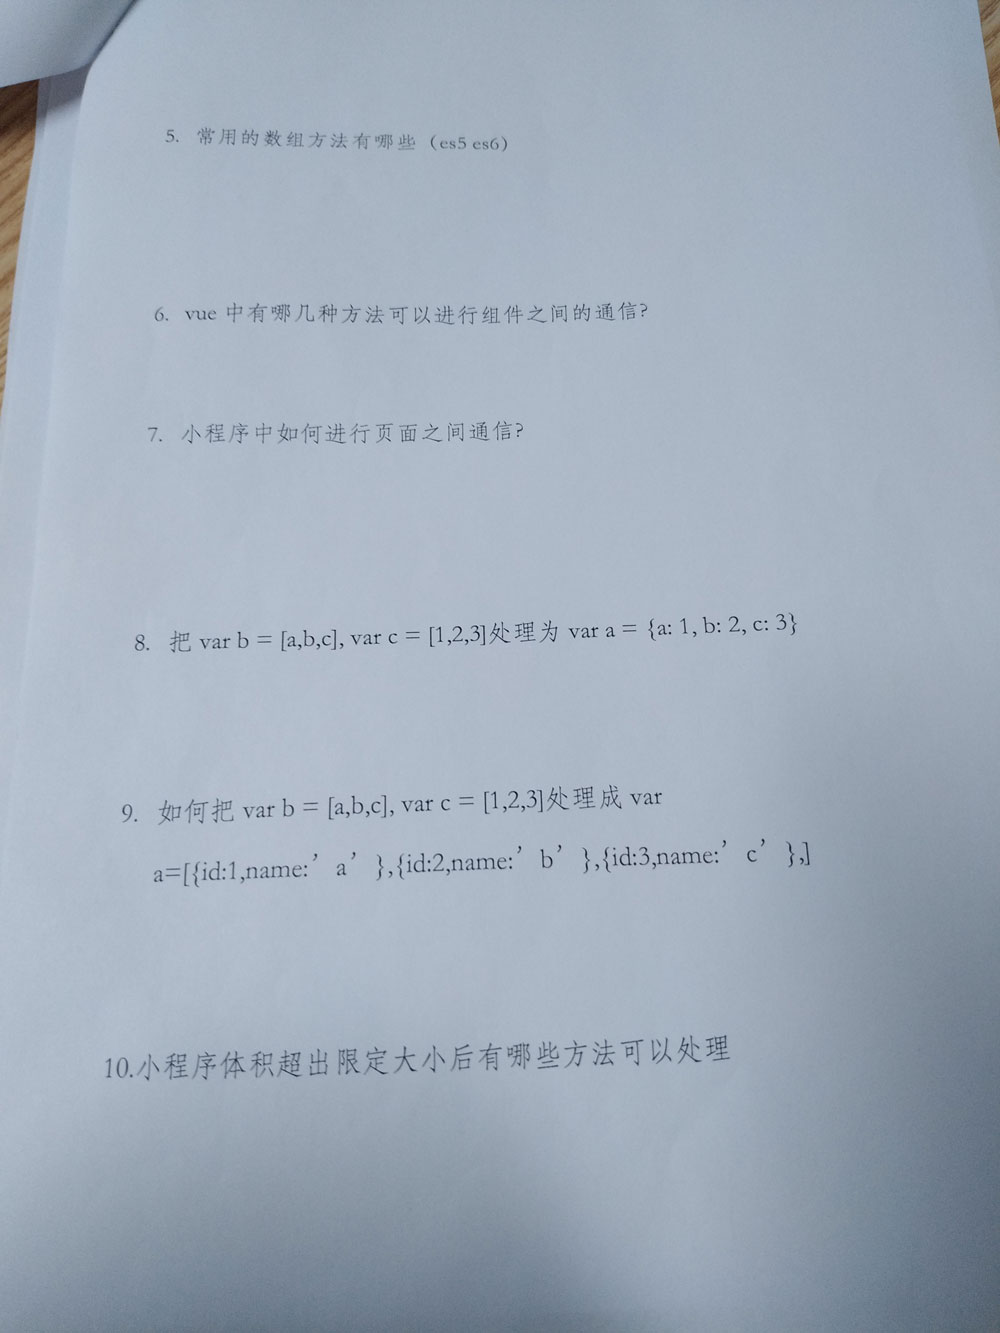 5. 常用的数组方法有哪些（es5 es6）
6. vue 中有哪几种方法可以进行组件之间的通信?
7. 小程序中如何进行页面之间通信?
8. 把 var b = [a,b,c], var c = [1,2,3]处理为 var a = {a: 1, b: 2, c: 3}
9. 如何把 var b = [a,b,c], var c = [1,2,3]处理成 var
a=[{id:1,name:’a’},{id:2,name:’b’},{id:3,name:’c’},]
10.小程序体积超出限定大小后有哪些方法可以处理